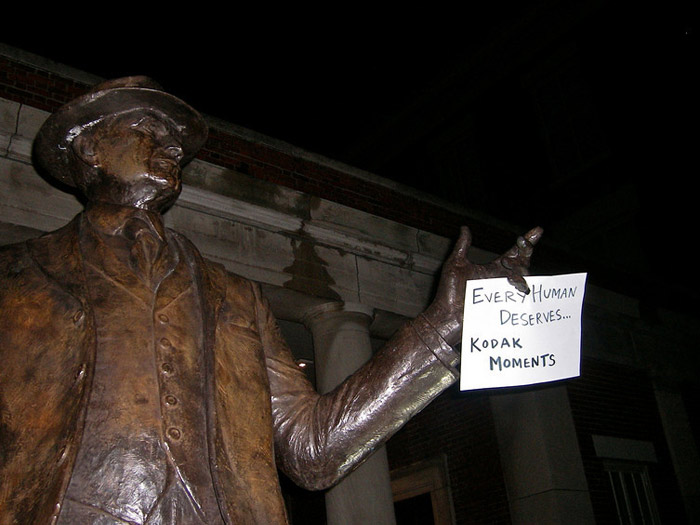 EVERY HUMAN
DESERVES...
KODAK
MOMENTS